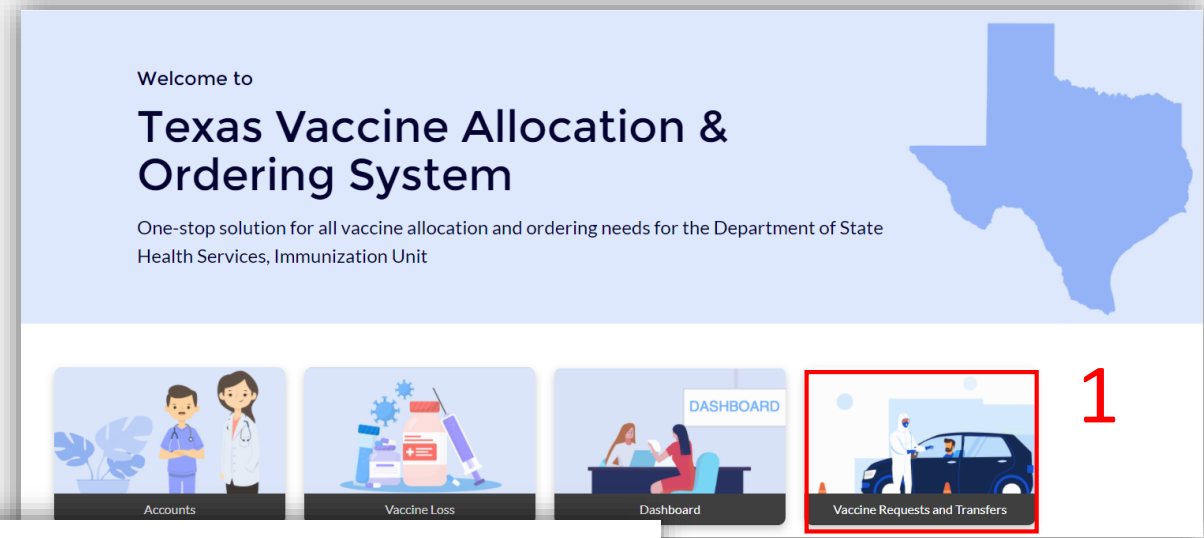 Welcome to
Texas Vaccine Allocation &
Ordering System
One-stop solution for all vaccine allocation and ordering needs for the Department of State
Health Services, Immunization Unit
DASHBOARD
1
Accounts
Vaccine Loss
Dashboard
Vaccine Requests and Transfers